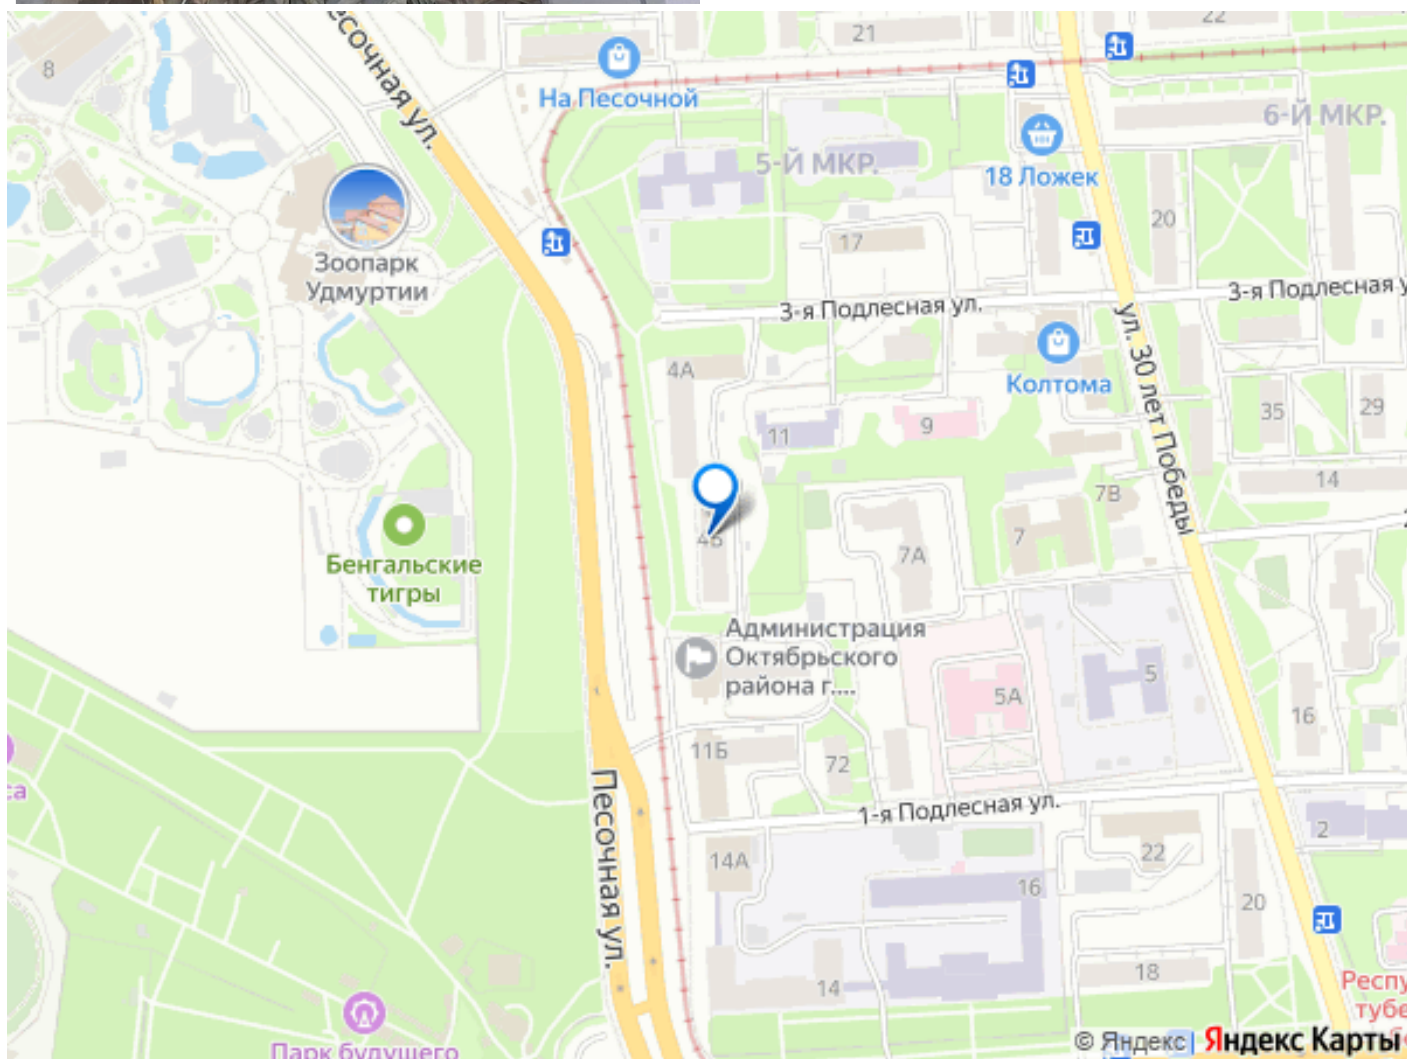 22
21
8
Песочная ул.
На Песочной
6-Й МКР.
5-Й МКР.
18 Ложек
20
17
Зоопарк
Удмуртии
3-я Подлесная ул.
3-я Подлесная у
ул. 30 лет Победы
4А
Колтома
35
29
11
9
14
7В
4Б
7А
7
Бенгальские
тигры
Администрация
Октябрьского
района г....
5А
5
16
11Б
72
са
Песочная ул.
1-я Подлесная ул.
2
14А
22
16
20
14
18
Респу
тубе
Парк будущего
© Яндекс | Яндекс Карты